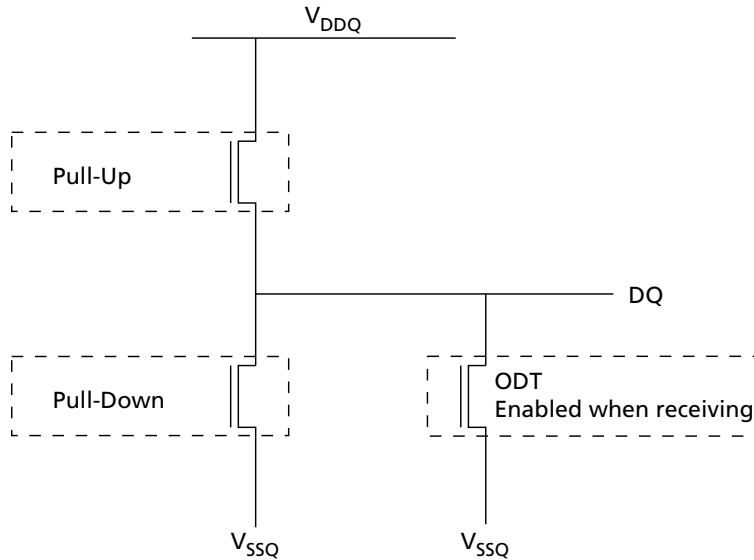 VDDQ
Pull-Up
DQ
Pull-Down
ODT
Enabled when receiving
VSSQ
VSSQ